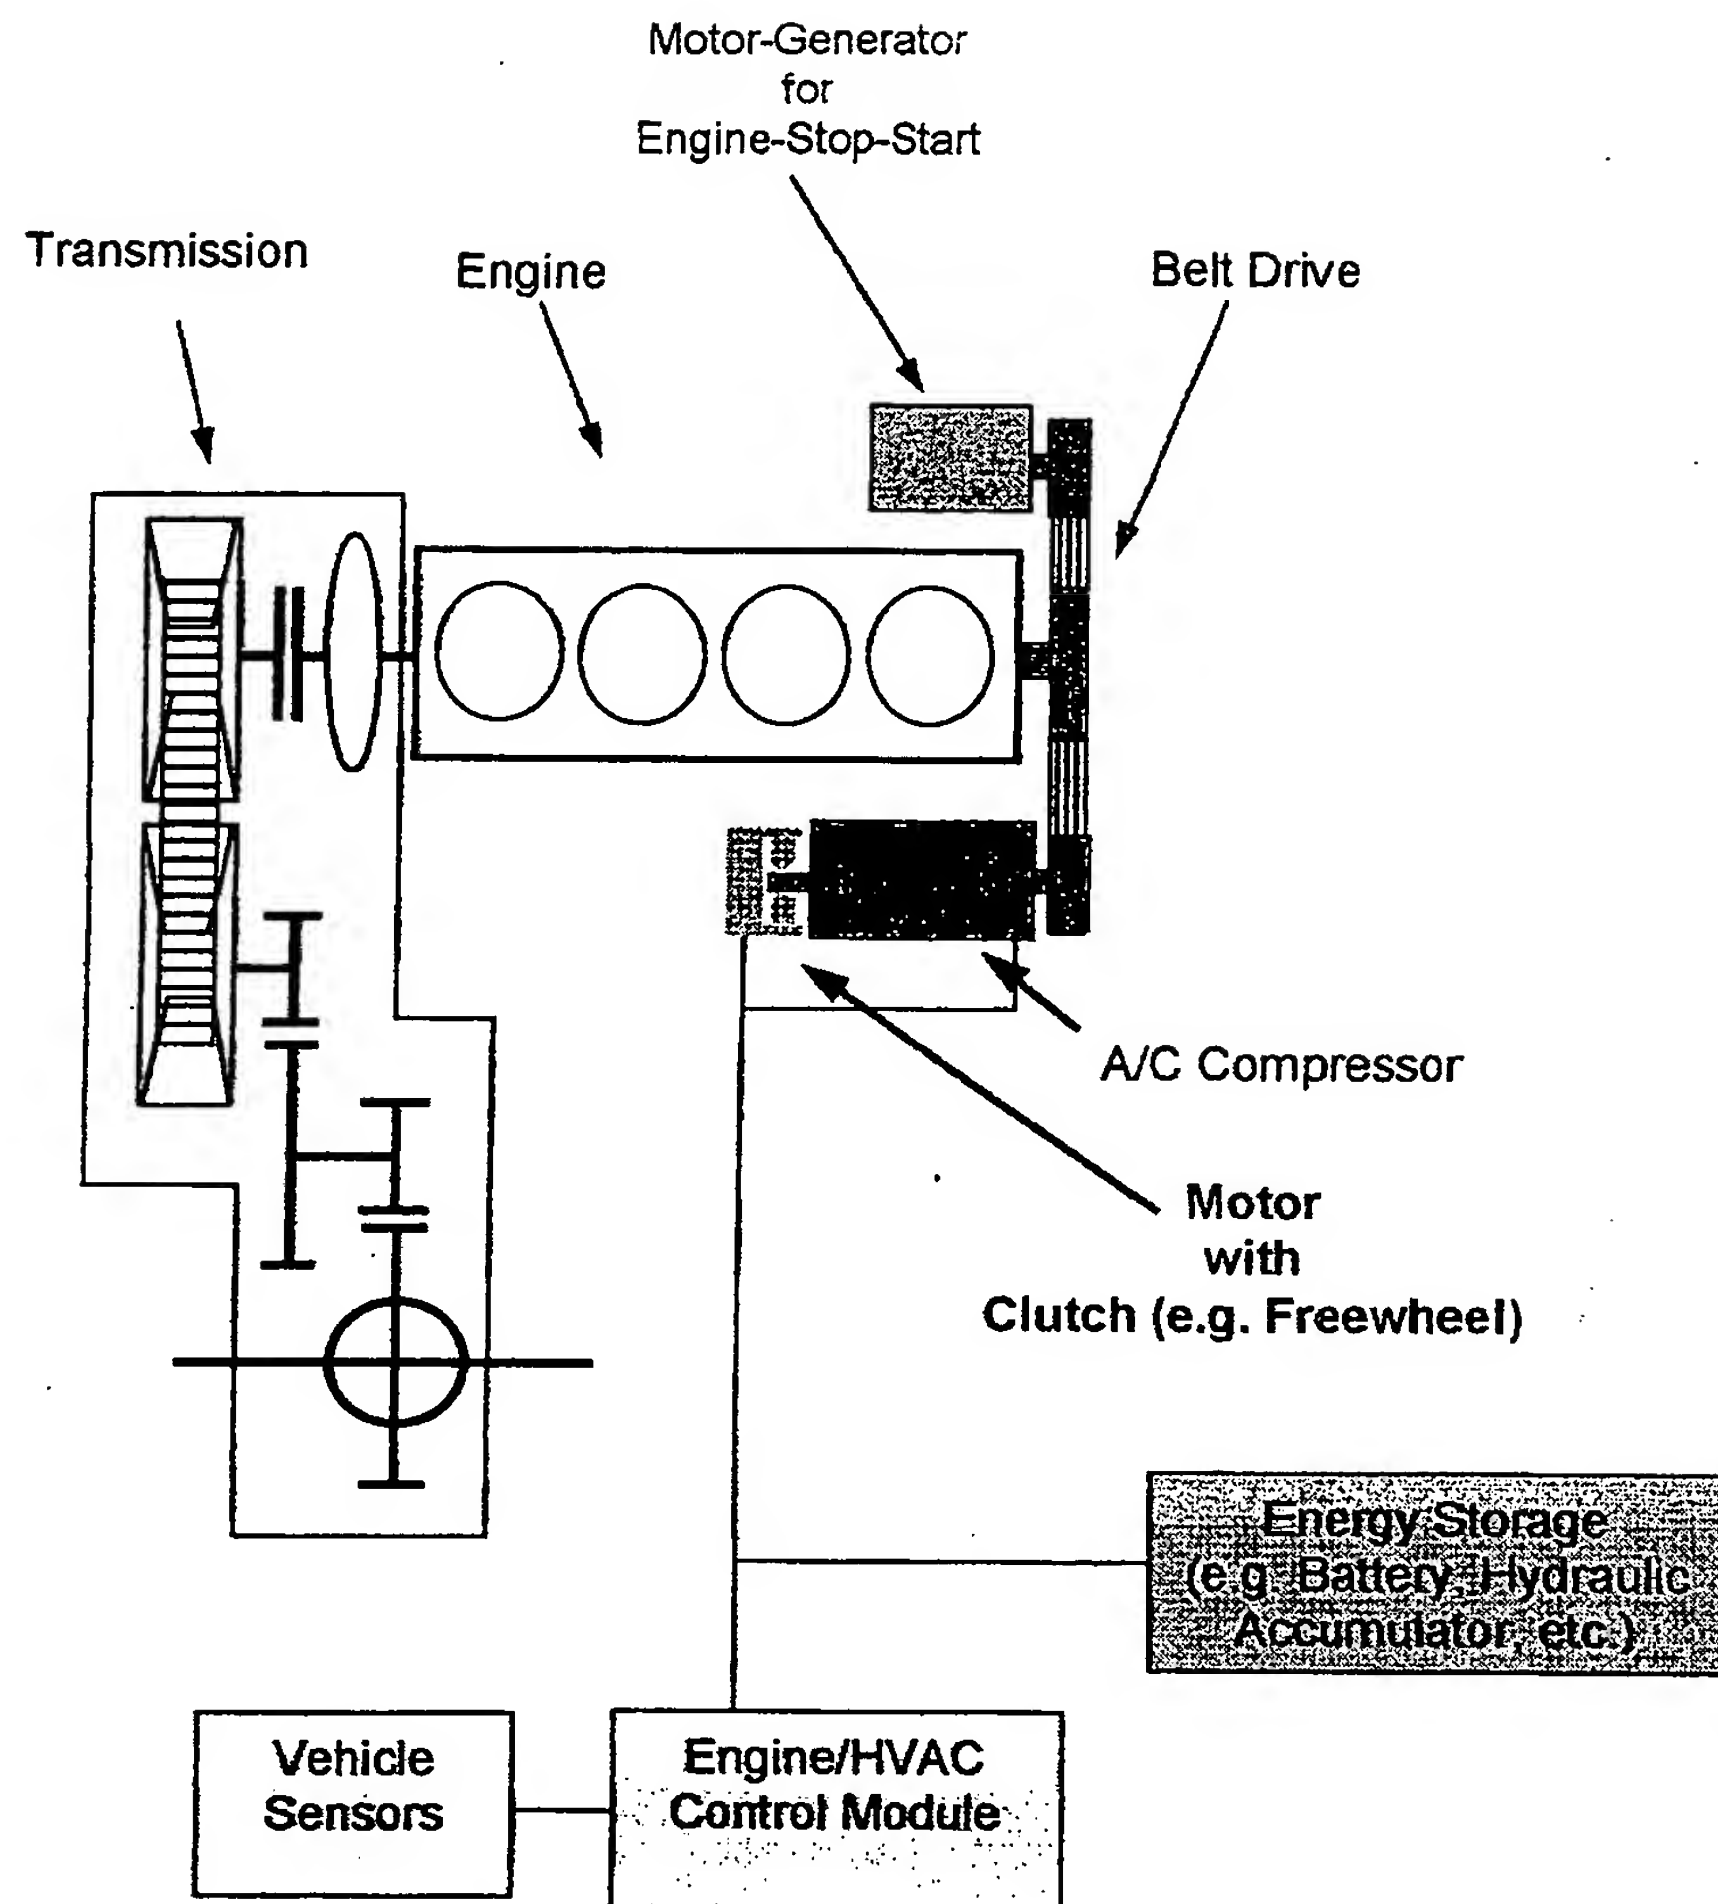 Motor-Generator
for
Engine-Stop-Start
Transmission
Engine
Belt Drive
A/C Compressor
Motor
with
Clutch (e.g. Freewheel)
Energy Storage
(e.g. Battery, Hydraulic
Accumulator, etc.)
Vehicle
Sensors
Engine/HVAC
Control Module